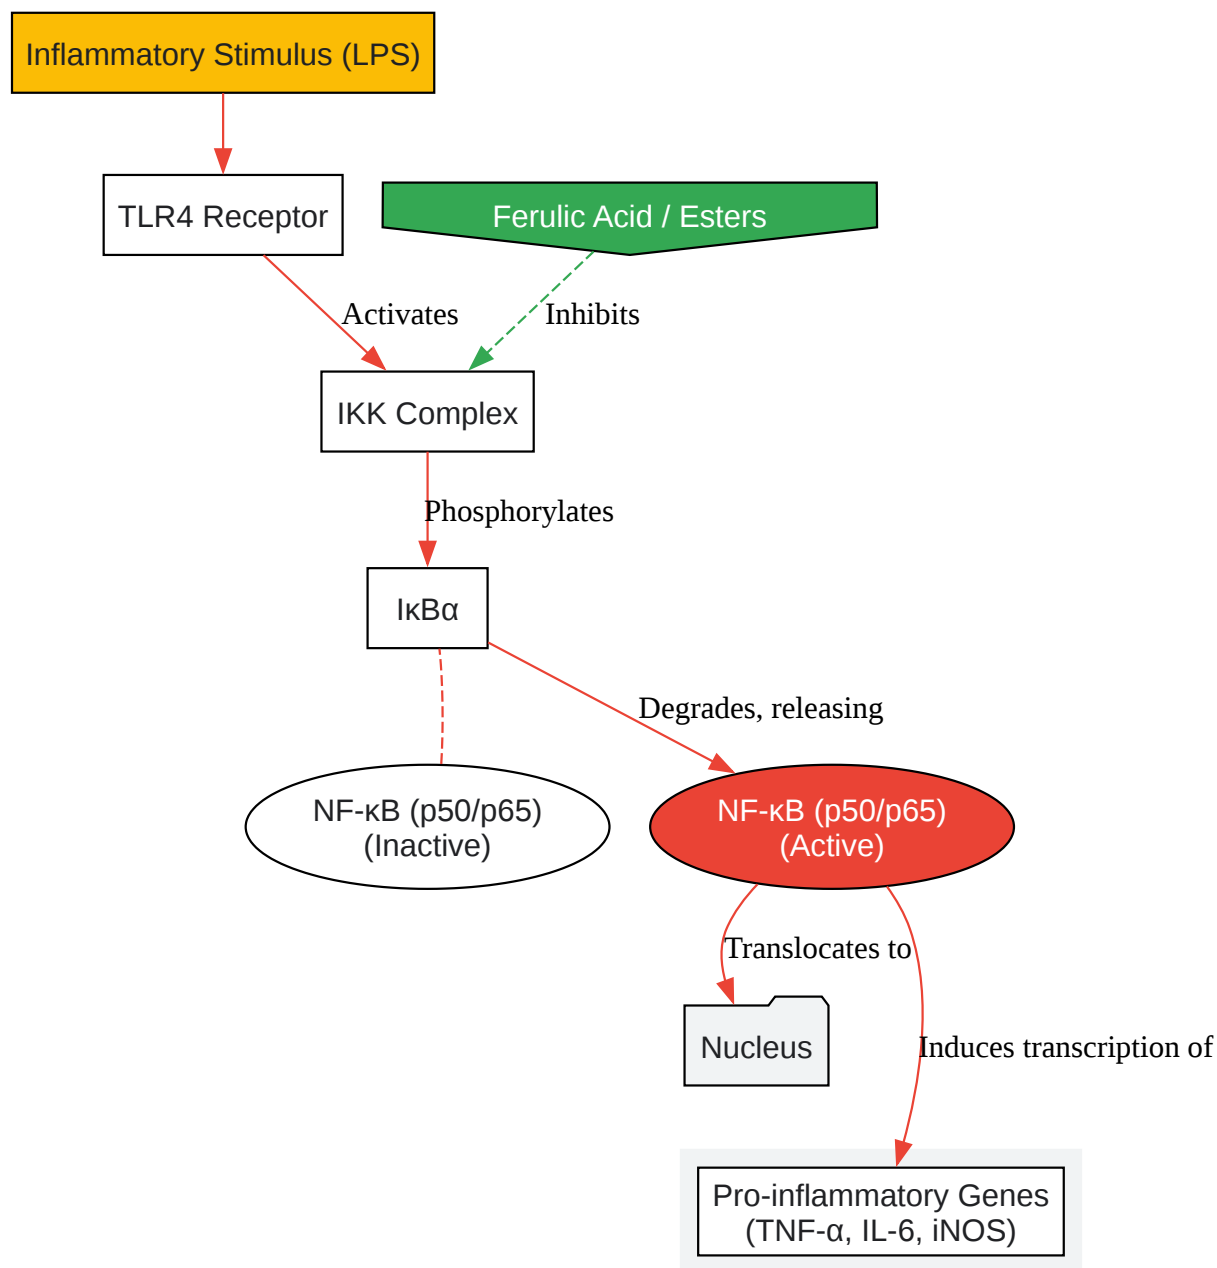 Inflammatory Stimulus (LPS)
TLR4 Receptor
Ferulic Acid / Esters
Activates
Inhibits
IKK Complex
Phosphorylates
IκBα
Degrades, releasing
NF-κB (p50/p65)
(Inactive)
NF-κB (p50/p65)
(Active)
Translocates to
Nucleus
Induces transcription of
Pro-inflammatory Genes
(TNF-α, IL-6, iNOS)